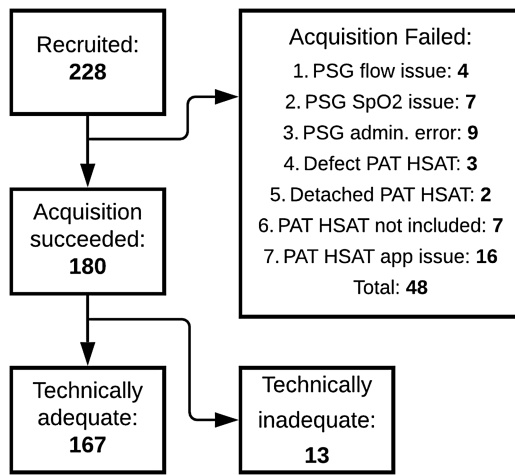 Recruited:
228
Acquisition Failed:
1. PSG flow issue: 4
2. PSG SpO2 issue: 7
3. PSG admin. error: 9
4. Defect PAT HSAT: 3
5. Detached PAT HSAT: 2
6. PAT HSAT not included: 7
7. PAT HSAT app issue: 16
Total: 48
Acquisition
succeeded:
180
Technically
adequate:
167
Technically
inadequate:
13